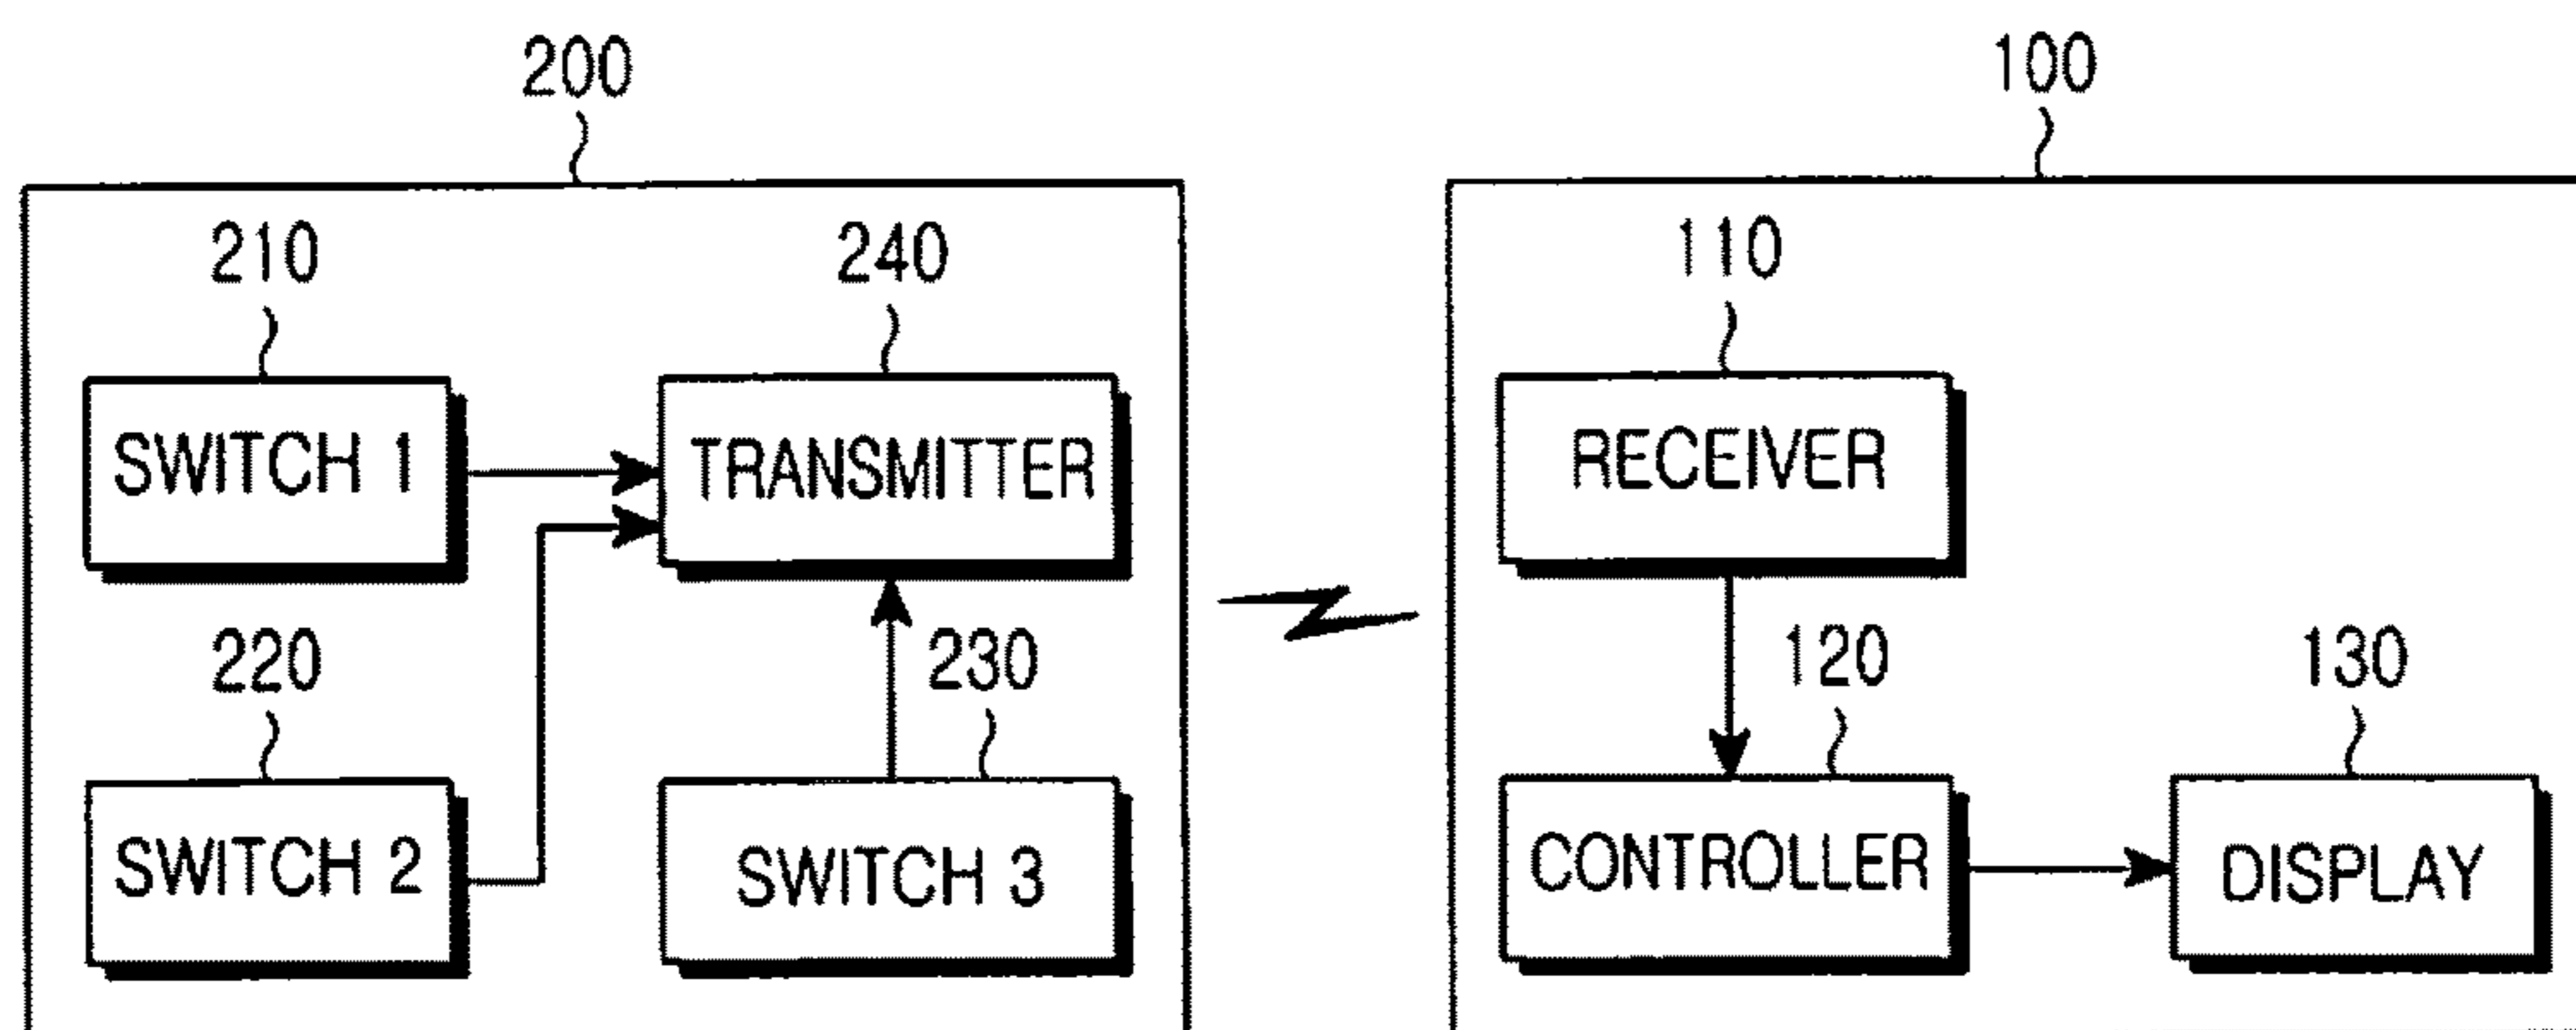 200
100
210
240
110
SWITCH 1
TRANSMITTER
RECEIVER
220
230
120
130
SWITCH 2
SWITCH 3
CONTROLLER
DISPLAY